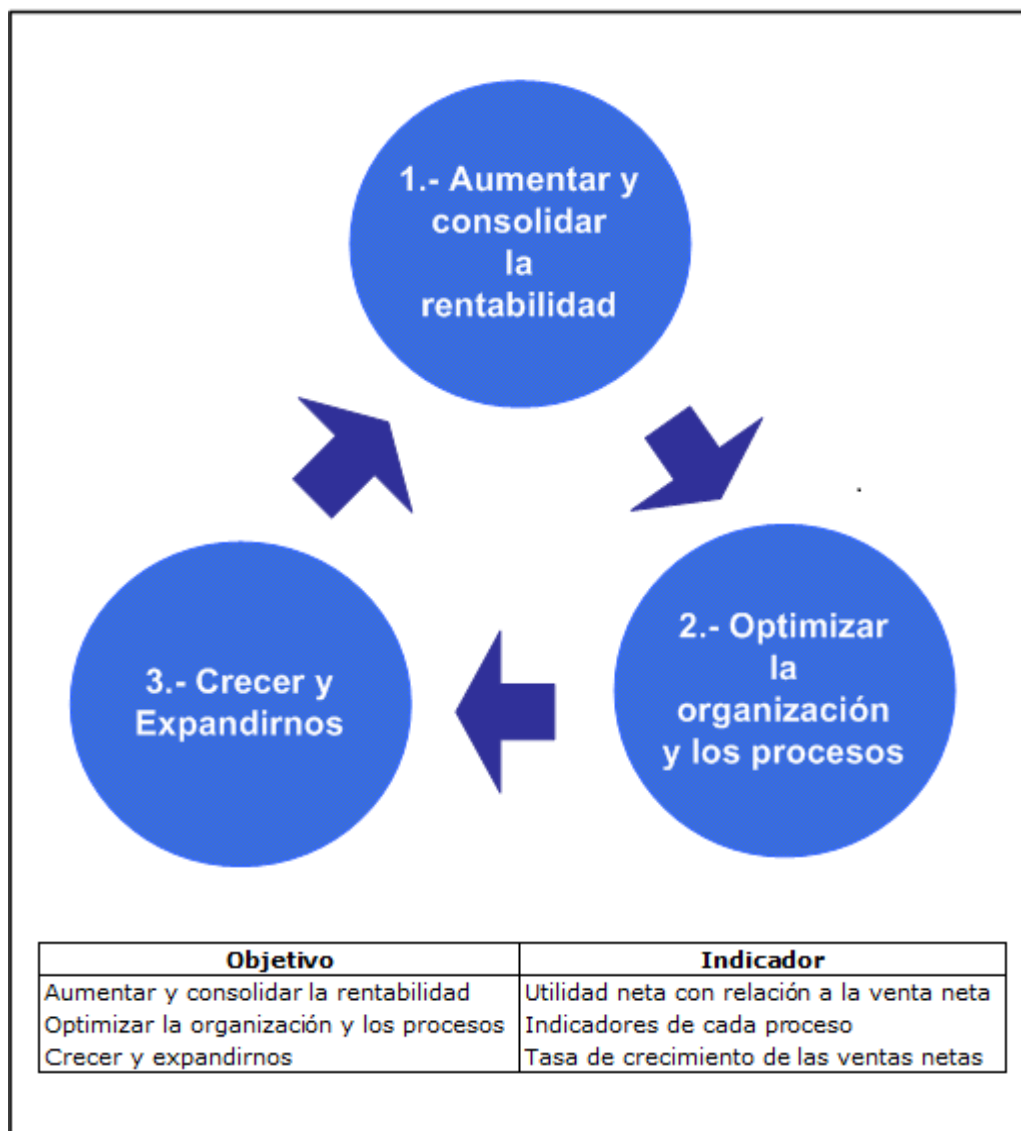 1.- Aumentar y
consolidar
la
rentabilidad
2.- Optimizar
la
organización
y los procesos
3.- Crecer y
Expandirnos
Objetivo Indicador
Aumentar y consolidar la rentabilidad Utilidad neta con relación a la venta neta
Optimizar la organización y los procesos Indicadores de cada proceso
Crecer y expandirnos Tasa de crecimiento de las ventas netas